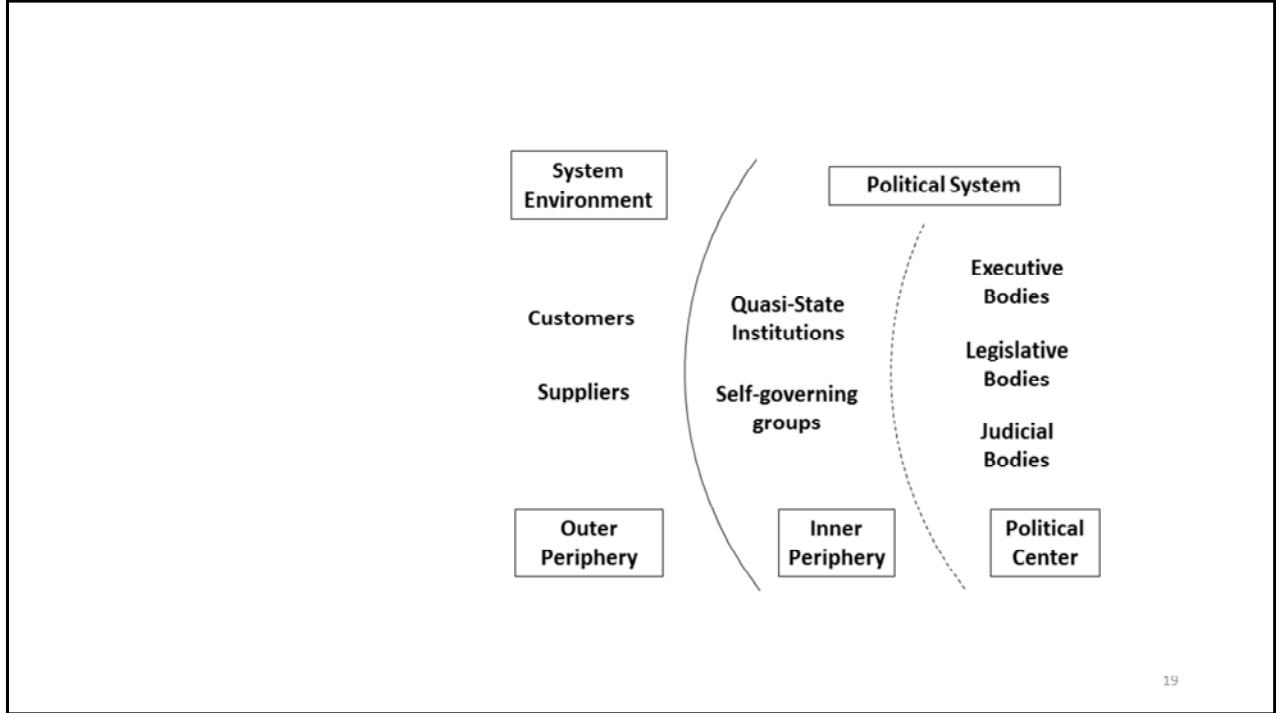 System
Environment
Political System
Customers
Suppliers
Quasi-State
Institutions
Self-governing
groups
Executive
Bodies
Legislative
Bodies
Judicial
Bodies
Outer
Periphery
Inner
Periphery
Political
Center
19